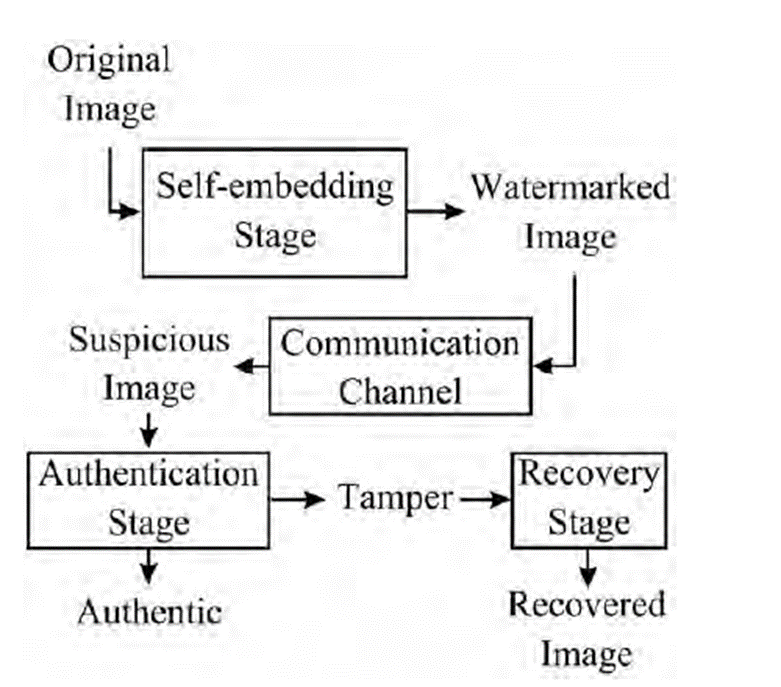 Original
Image
Self-embedding
Stage
Watermarked
Image
Suspicious
Image
Communication
Channel
Authentication
Stage
Tamper
Recovery
Stage
Authentic
Recovered
Image